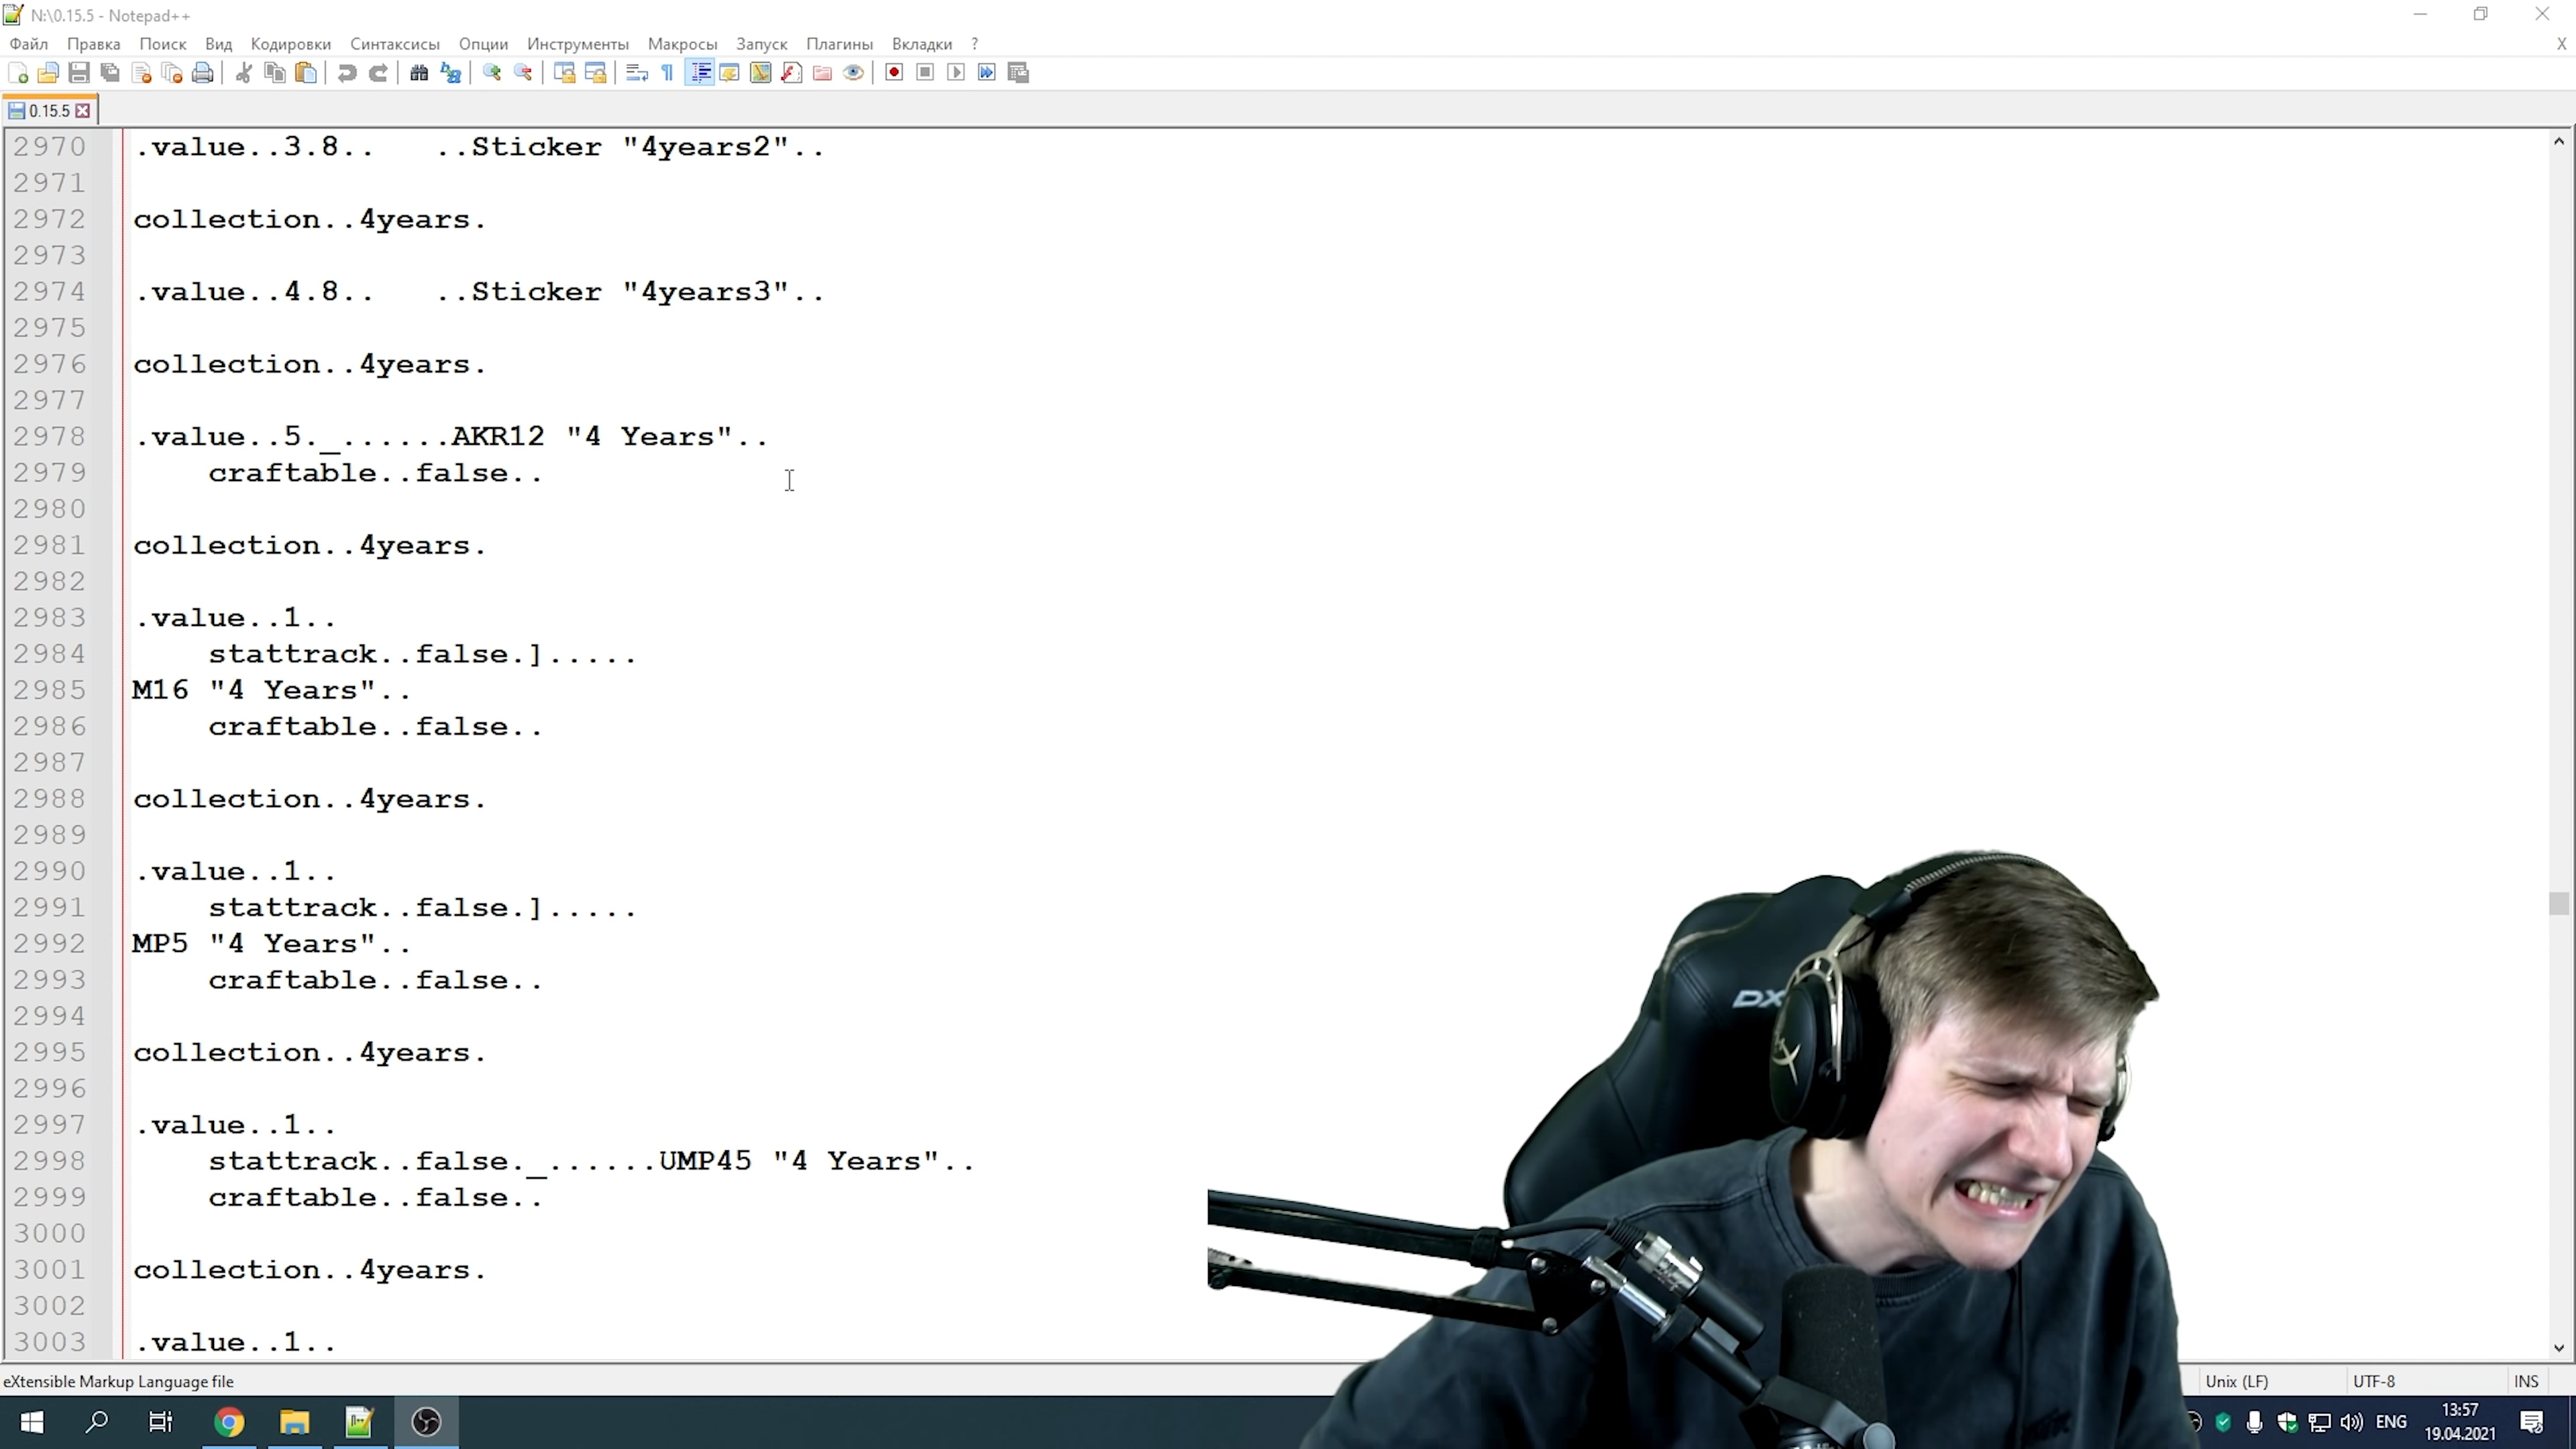 N:\0.15.5 - Notepad++
Файл Правка Поиск Вид Кодировки Синтаксисы Опции Инструменты Макросы Запуск Плагины Вкладки ? X
0.15.5
2970 .value..3.8.. ..Sticker "4years2"..
2971
2972 collection..4years.
2973
2974 .value..4.8.. ..Sticker "4years3"..
2975
2976 collection..4years.
2977
2978 .value..5._......AKR12 "4 Years"..
2979 craftable..false..
2980
2981 collection..4years.
2982
2983 .value..1..
2984 stattrack..false.].....
2985 M16 "4 Years"..
2986 craftable..false..
2987
2988 collection..4years.
2989
2990 .value..1..
2991 stattrack..false.].....
2992 MP5 "4 Years"..
2993 craftable..false..
2994
2995 collection..4years.
2996
2997 .value..1..
2998 stattrack..false._......UMP45 "4 Years"..
2999 craftable..false..
3000
3001 collection..4years.
3002
3003 .value..1..
DX
eXtensible Markup Language file Unix (LF) UTF-8 INS
ENG 13:57
19.04.2021